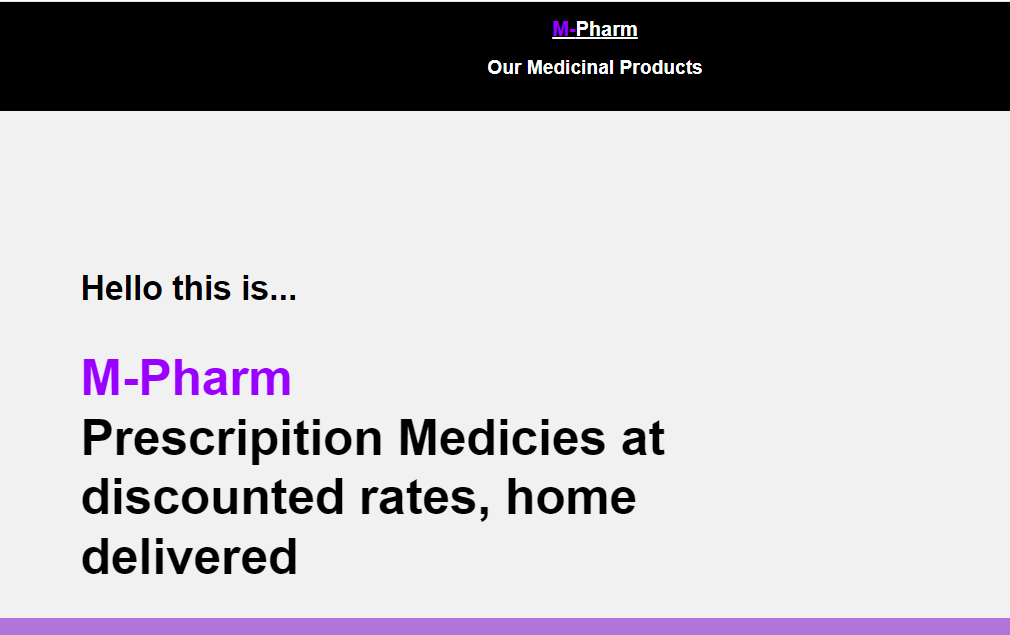 M-Pharm
Our Medicinal Products
Hello this is...
M-Pharm
Prescripition Medicies at
discounted rates, home
delivered